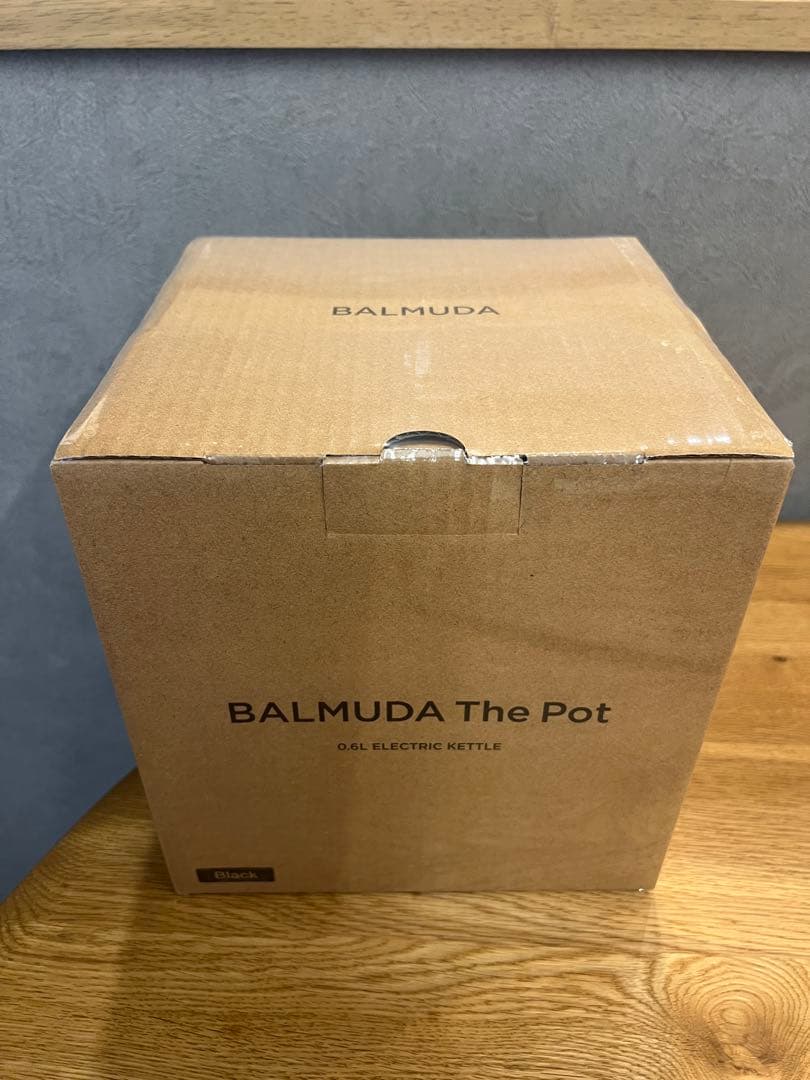 BALMUDA
BALMUDA The Pot
0.6L ELECTRIC KETTLE
Black